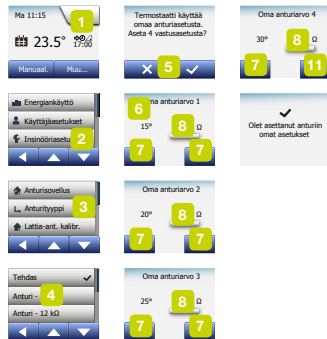 Ma 11:15
1
23.5°
17:00
Manuaal.
Muu...
Energiankäyttö
Käyttäjäasetukset
Insinööriasetu
2
Anturisovellus
Anturityyppi
3
Lattia-ant. kalibr.
Tehdas
Anturi -
4
Anturi - 12 kΩ
Termostaatti käyttää
omaa anturiasetusta.
Aseta 4 vastusasetusta?
5
6
ma anturiarvo 1
15°
8
Ω
7
7
Oma anturiarvo 2
20°
8
Ω
7
7
Oma anturiarvo 3
25°
8
Ω
7
7
Oma anturiarvo 4
30°
8
Ω
7
11
Olet asettanut anturiin
omat asetukset